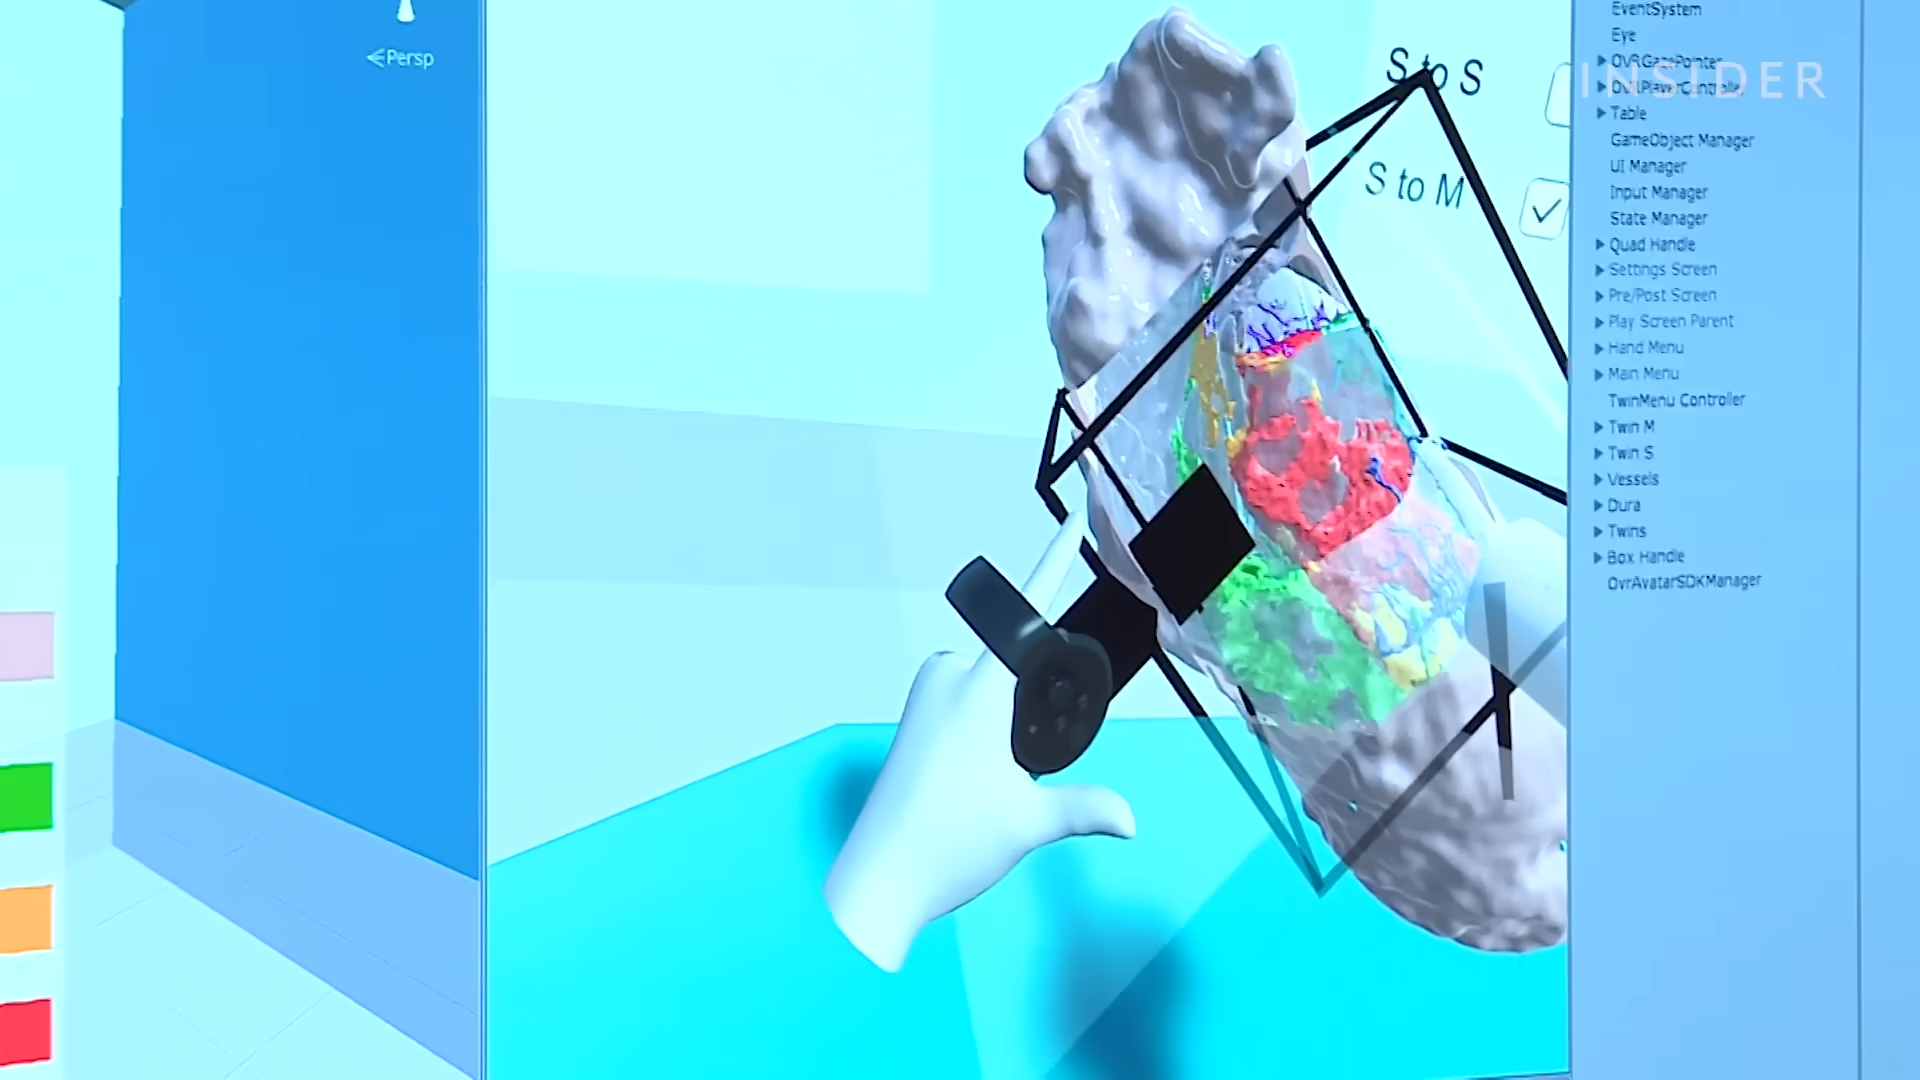 Persp
S to S
S to M
EventSystem
Eye
OVRGazePointer
OVRPlayerController
INSIDER
Table
GameObject Manager
UI Manager
Input Manager
State Manager
Quad Handle
Settings Screen
Pre/Post Screen
Play Screen Parent
Hand Menu
Main Menu
TwinMenu Controller
Twin M
Twin S
Vessels
Dura
Twins
Box Handle
OvrAvatarSDKManager